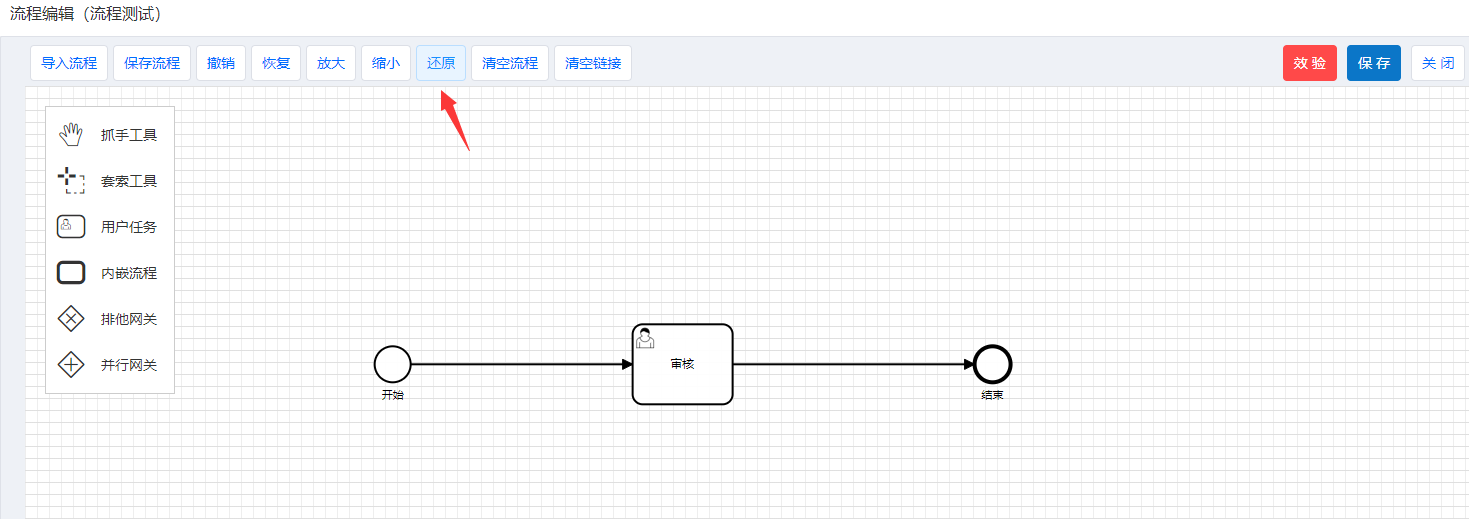 流程编辑（流程测试）
导入流程 保存流程 撤销 恢复 放大 缩小 还原 清空流程 清空链接 效验 保存 关闭
抓手工具
套索工具
用户任务
内嵌流程
排他网关
并行网关
审核
开始
结束